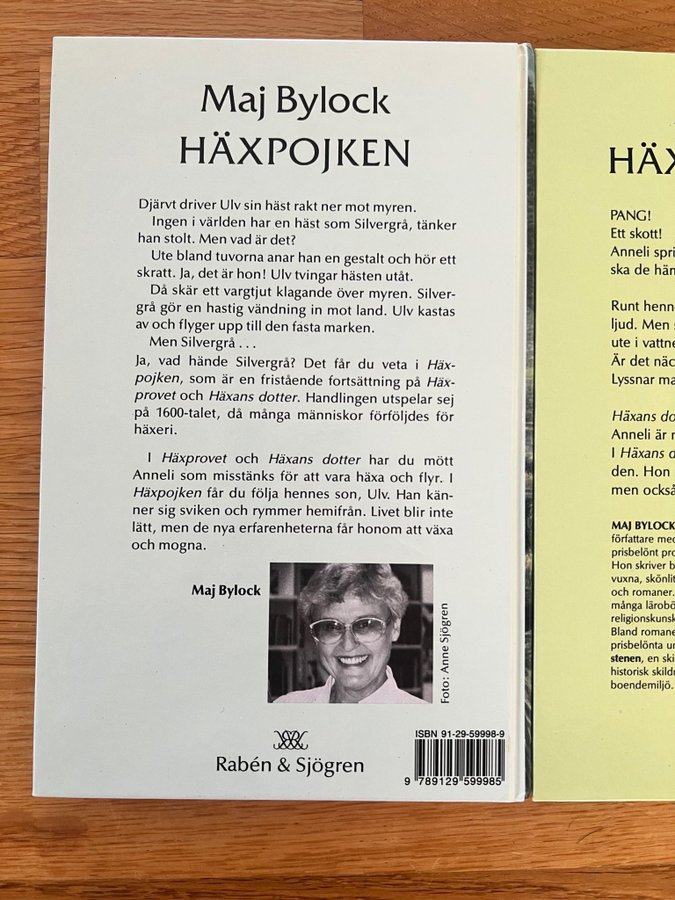 Maj Bylock
HÄXPOJKEN
Djärvt driver Ulv sin häst rakt ner mot myren.
Ingen i världen har en häst som Silvergrå, tänker
han stolt. Men vad är det?
Ute bland tuvorna anar han en gestalt och hör ett
skratt. Ja, det är hon! Ulv tvingar hästen utåt.
Då skär ett vargtjut klagande över myren. Silver-
grå gör en hastig vändning in mot land. Ulv kastas
av och flyger upp till den fasta marken.
Men Silvergrå . . .
Ja, vad hände Silvergrå? Det får du veta i Häx-
pojken, som är en fristående fortsättning på Häx-
provet och Häxans dotter. Handlingen utspelar sej
på 1600-talet, då många människor förföljdes för
häxeri.
I Häxprovet och Häxans dotter har du mött
Anneli som misstänks för att vara häxa och flyr. I
Häxpojken får du följa hennes son, Ulv. Han kän-
ner sig sviken och rymmer hemifrån. Livet blir inte
lätt, men de nya erfarenheterna får honom att växa
och mogna.
Maj Bylock
Foto: Anne Sjögren
Rabén & Sjögren
ISBN 91-29-59998-9
9 789129 599985
HÄX
PANG!
Ett skott!
Anneli spri
ska de hän
Runt henn
ljud. Men s
ute i vattne
Är det näc
Lyssnar ma
Häxans do
Anneli är r
I Häxans d
den. Hon
men också
MAJ BYLOCK
författare med
prisbelönt pro
Hon skriver b
vuxna, skönlit
och romaner.
många lärobö
religionskunsk
Bland romane
prisbelönta un
stenen, en ski
historisk skildr
boendemiljö.